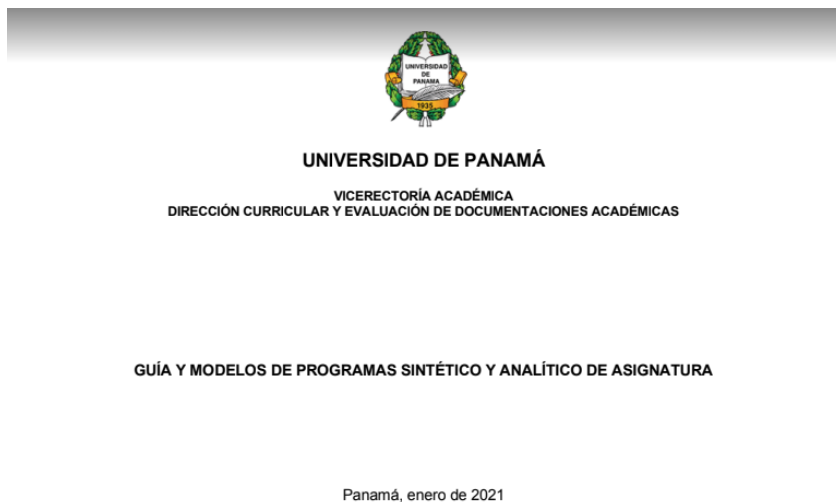 UNIVERSIDAD
DE
PANAMA
1935
UNIVERSIDAD DE PANAMÁ
VICERECTORÍA ACADÉMICA
DIRECCIÓN CURRICULAR Y EVALUACIÓN DE DOCUMENTACIONES ACADÉMICAS
GUÍA Y MODELOS DE PROGRAMAS SINTÉTICO Y ANALÍTICO DE ASIGNATURA
Panamá, enero de 2021